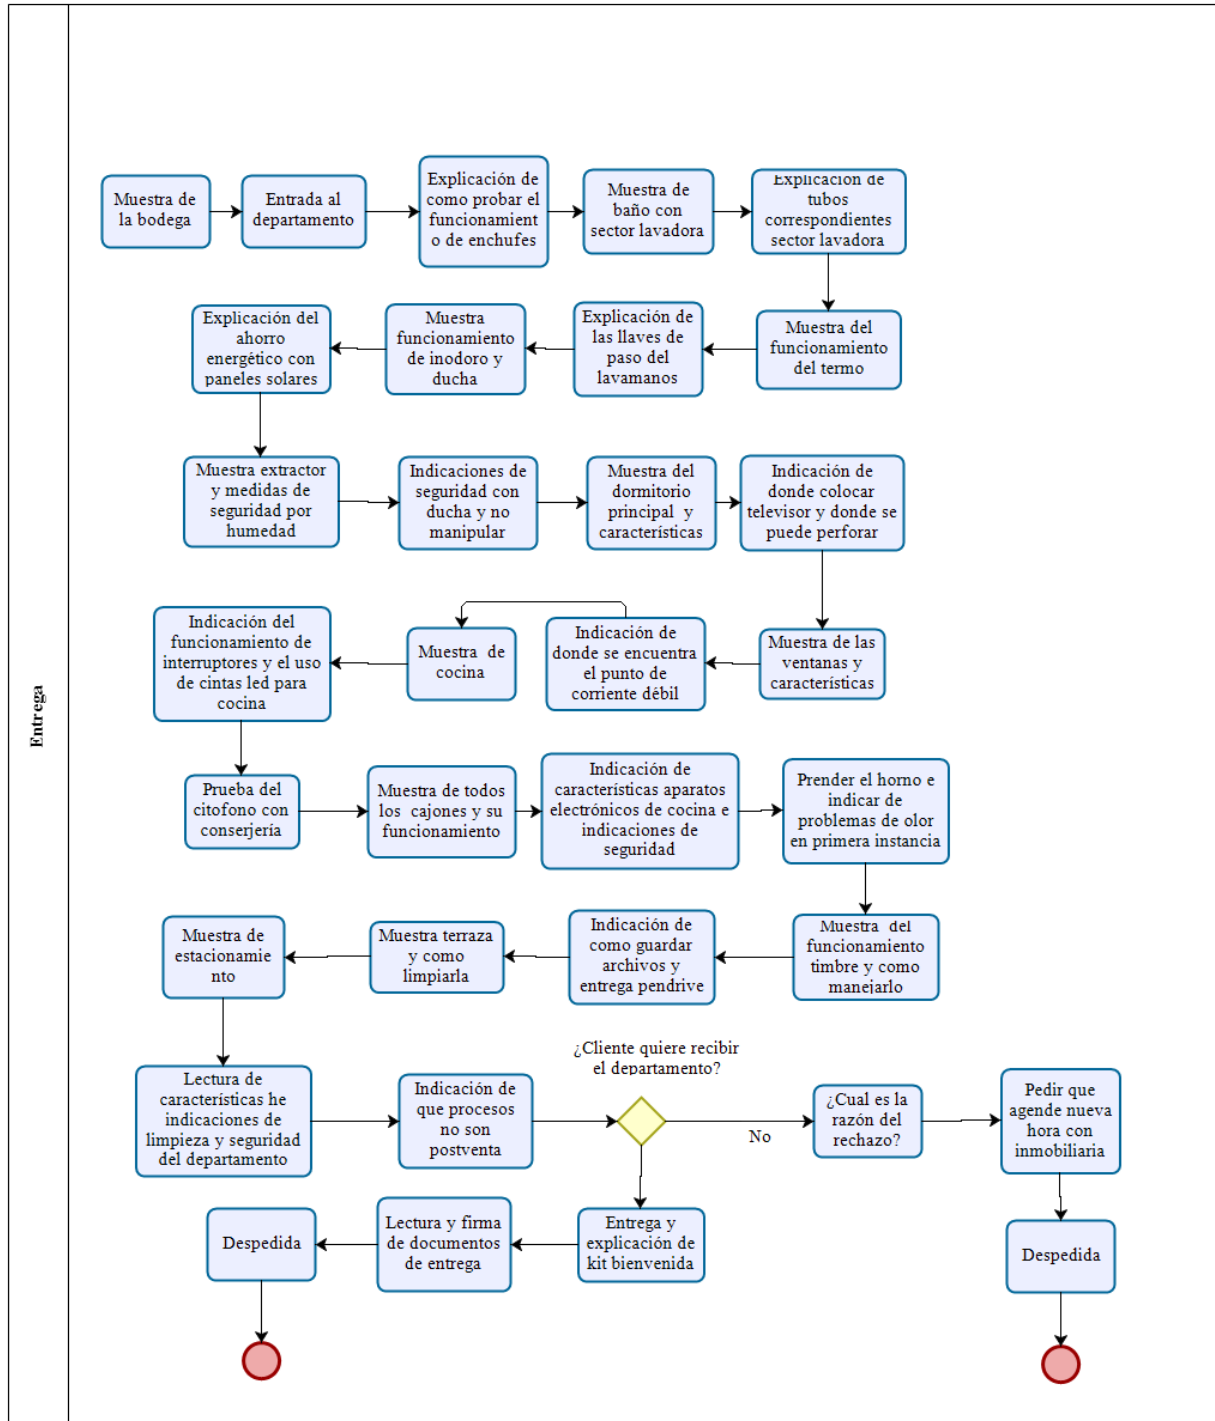 Entrega
Muestra de
la bodega
Entrada al
departamento
Explicación de
como probar el
funcionamient
o de enchufes
Muestra de
baño con
sector lavadora
Explicación de
tubos
correspondientes
sector lavadora
Muestra del
funcionamiento
del termo
Explicación de
las llaves de
paso del
lavamanos
Muestra
funcionamiento
de inodoro y
ducha
Explicación del
ahorro
energético con
paneles solares
Muestra extractor
y medidas de
seguridad por
humedad
Indicaciones de
seguridad con
ducha y no
manipular
Muestra del
dormitorio
principal y
características
Indicación de
donde colocar
televisor y donde se
puede perforar
Muestra de las
ventanas y
características
Indicación de
donde se encuentra
el punto de
corriente débil
Muestra de
cocina
Indicación del
funcionamiento de
interruptores y el uso
de cintas led para
cocina
Prueba del
citofono con
conserjería
Muestra de todos
los cajones y su
funcionamiento
Indicación de
características aparatos
electrónicos de cocina e
indicaciones de
seguridad
Prender el horno e
indicar de
problemas de olor
en primera instancia
Muestra del
funcionamiento
timbre y como
manejarlo
Indicación de
como guardar
archivos y
entrega pendrive
Muestra terraza
y como
limpiarla
Muestra de
estacionamie
nto
Lectura de
características he
indicaciones de
limpieza y seguridad
del departamento
Indicación de
que procesos
no son
postventa
¿Cliente quiere recibir
el departamento?
No
¿Cual es la
razón del
rechazo?
Pedir que
agende nueva
hora con
inmobiliaria
Despedida
Entrega y
explicación de
kit bienvenida
Lectura y firma
de documentos
de entrega
Despedida